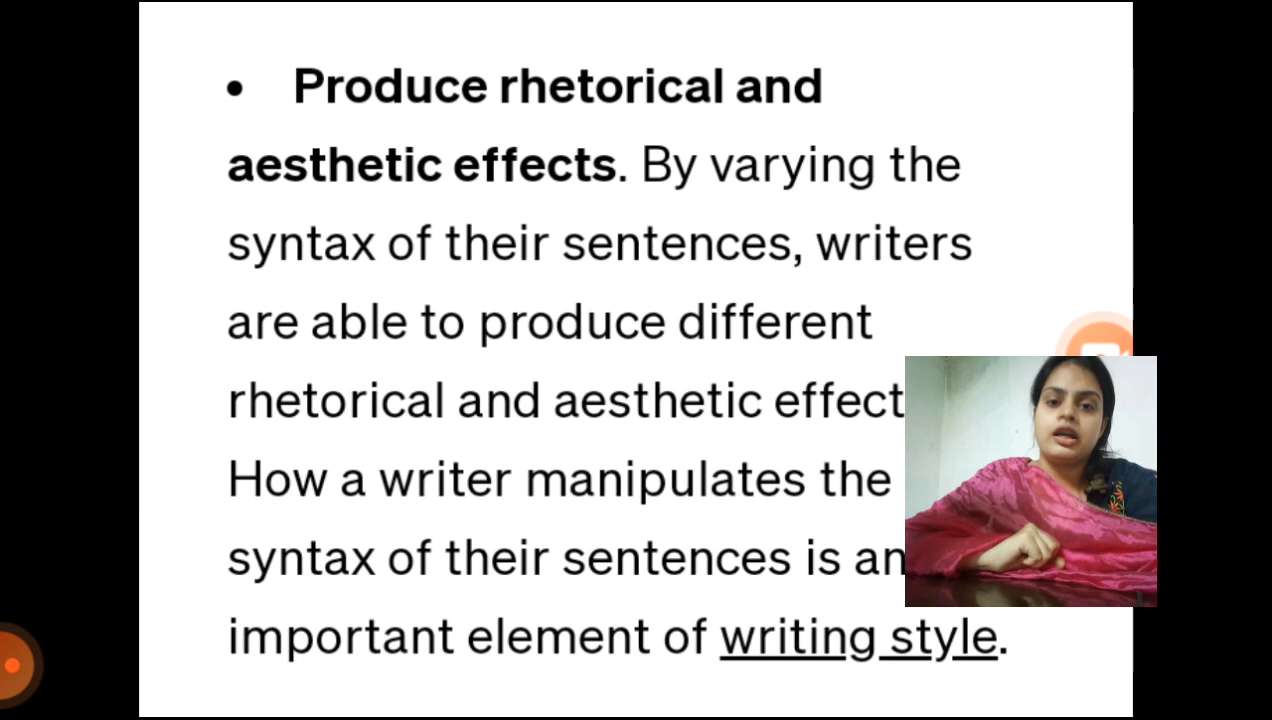 • Produce rhetorical and
aesthetic effects. By varying the
syntax of their sentences, writers
are able to produce different
rhetorical and aesthetic effect
How a writer manipulates the
syntax of their sentences is an
important element of writing style.